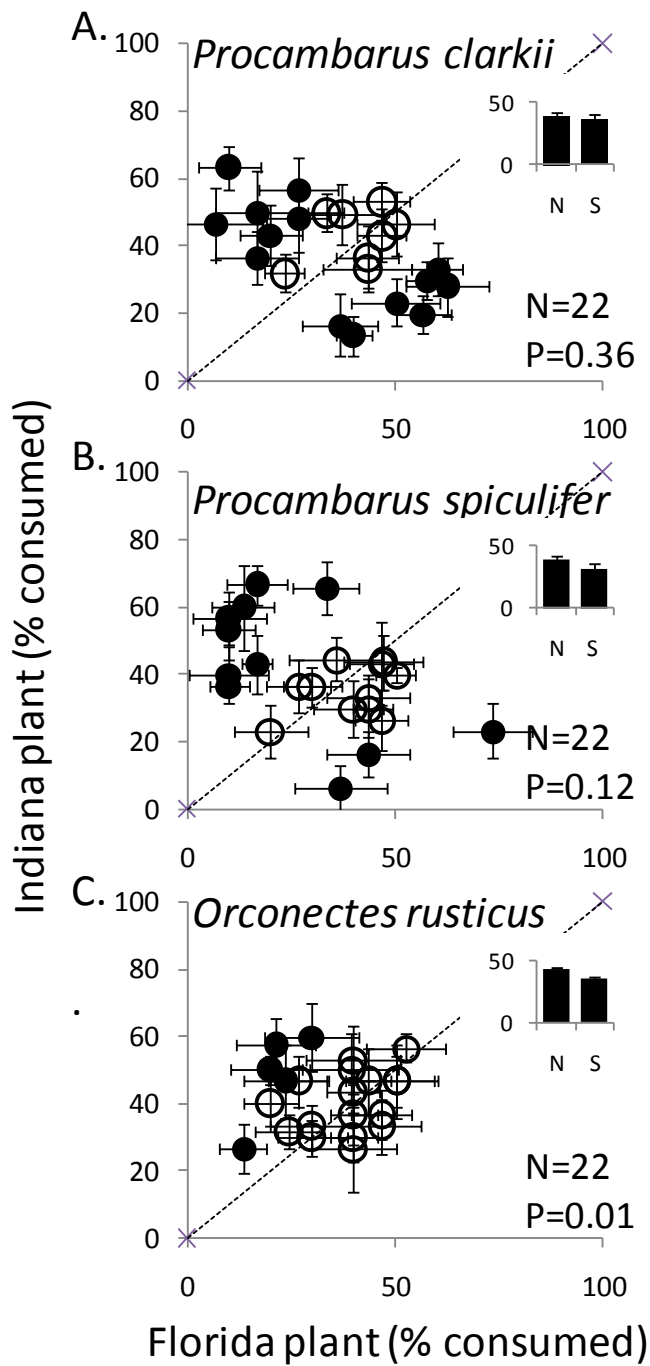 A.
Procambarus clarkii
100
80
60
40
20
0
50
0
N S
N=22
P=0.36
0 50 100
B.
Procambarus spiculifer
100
80
60
40
20
0
50
0
N S
N=22
P=0.12
0 50 100
C.
Orconectes rusticus
100
80
60
40
20
0
50
0
N S
N=22
P=0.01
0 50 100
.
Indiana plant (% consumed)
Florida plant (% consumed)